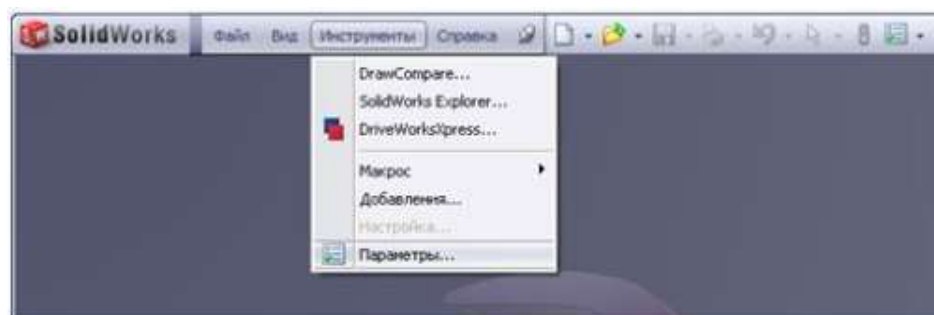 SolidWorks Файл Вид Инструменты Справка
DrawCompare...
SolidWorks Explorer...
DriveWorksXpress...
Макрос
Добавления...
Настройка...
Параметры...